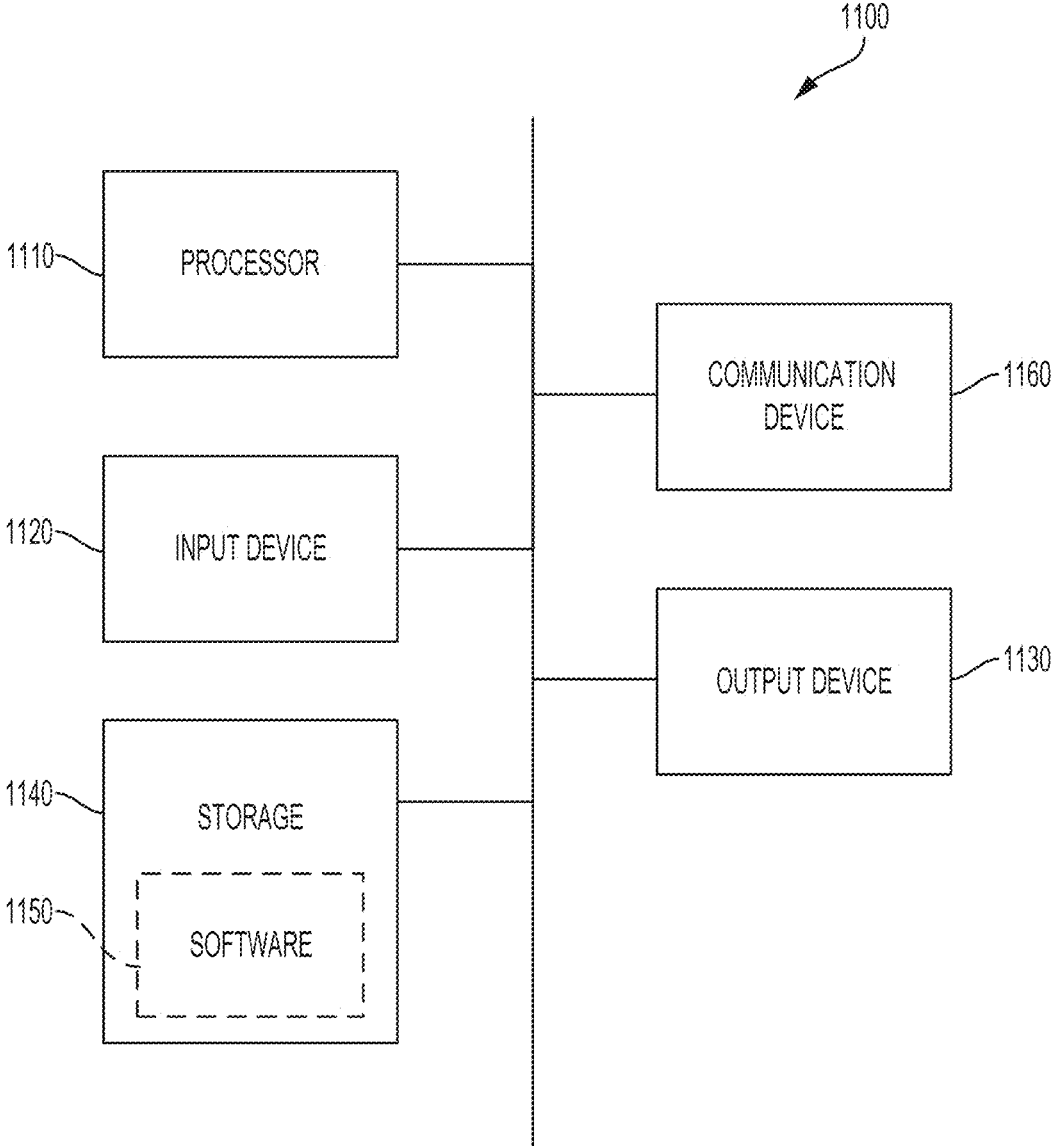 1100
1110
PROCESSOR
COMMUNICATION
DEVICE
1160
1120
INPUT DEVICE
OUTPUT DEVICE
1130
1140
STORAGE
1150
SOFTWARE